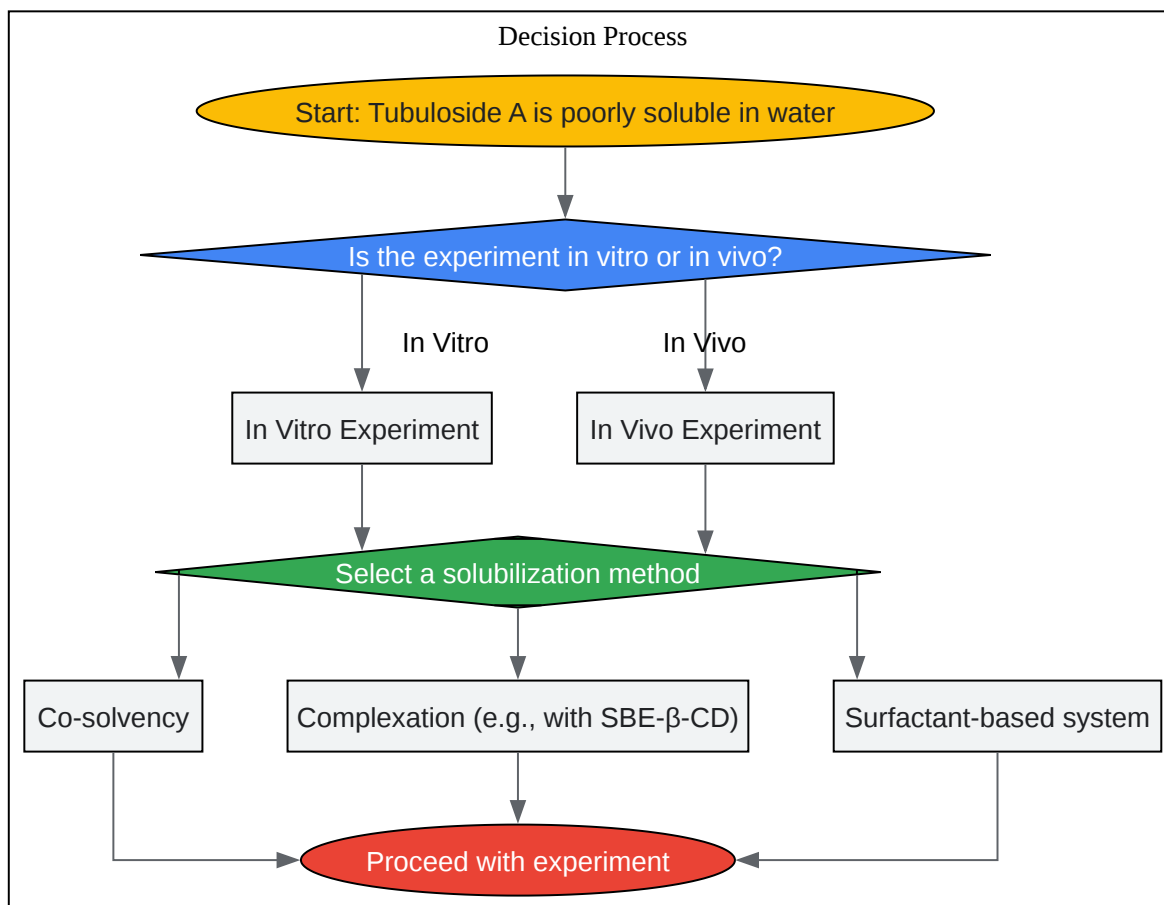 Decision Process
Start: Tubuloside A is poorly soluble in water
Is the experiment in vitro or in vivo?
In Vitro
In Vivo
In Vitro Experiment
In Vivo Experiment
Select a solubilization method
Co-solvency
Complexation (e.g., with SBE-β-CD)
Surfactant-based system
Proceed with experiment